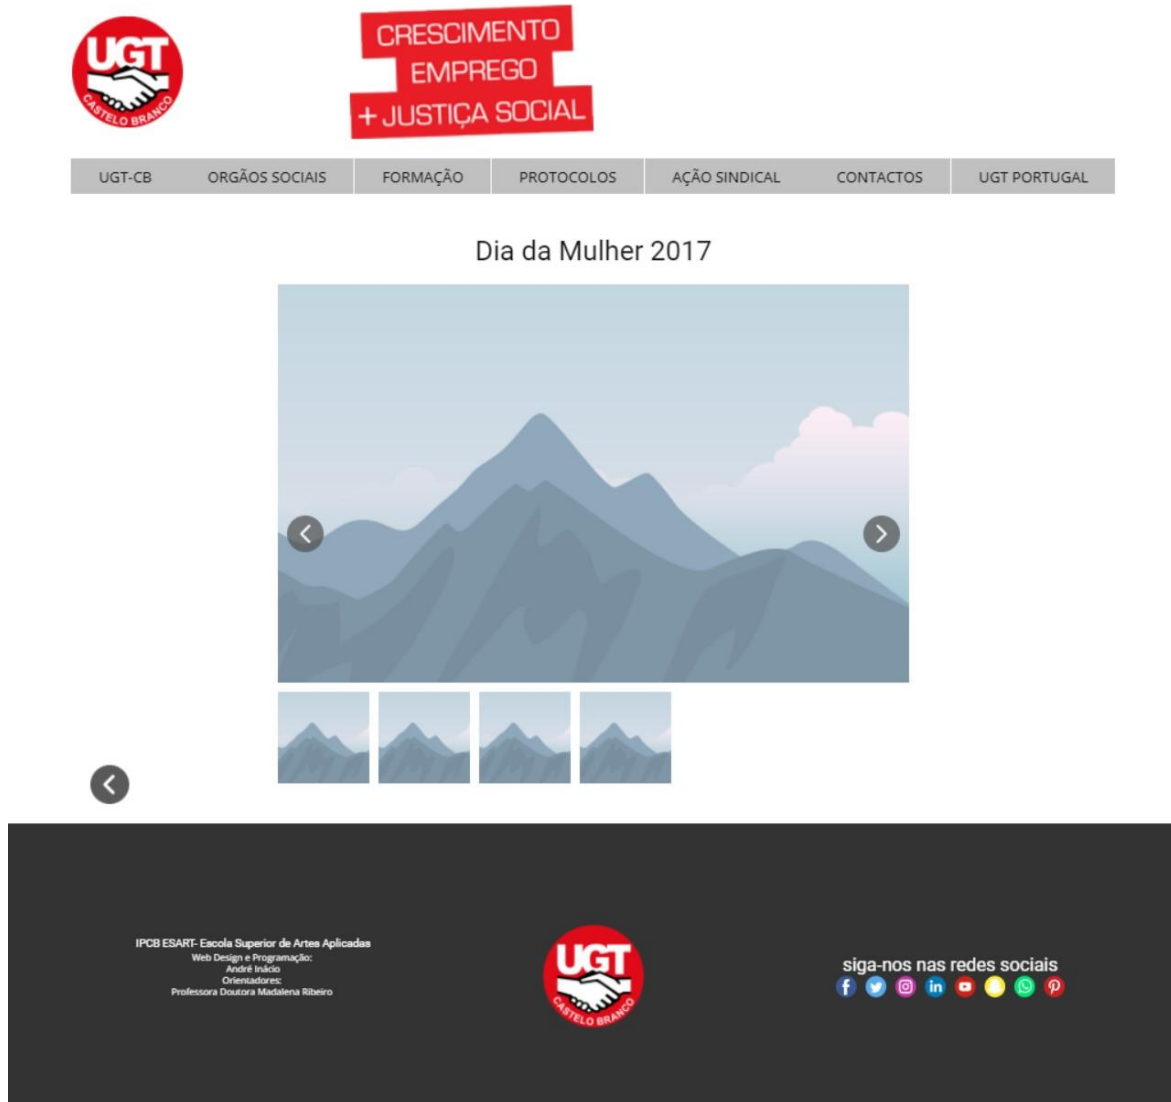 UGT
CASTELO BRANCO
CRESCIMENTO
EMPREGO
+ JUSTIÇA SOCIAL
UGT-CB ORGÃOS SOCIAIS FORMAÇÃO PROTOCOLOS AÇÃO SINDICAL CONTACTOS UGT PORTUGAL
Dia da Mulher 2017
IPCB ESART- Escola Superior de Artes Aplicadas
Web Design e Programação:
André Inácio
Orientadores:
Professora Doutora Madalena Ribeiro
UGT
CASTELO BRANCO
siga-nos nas redes sociais